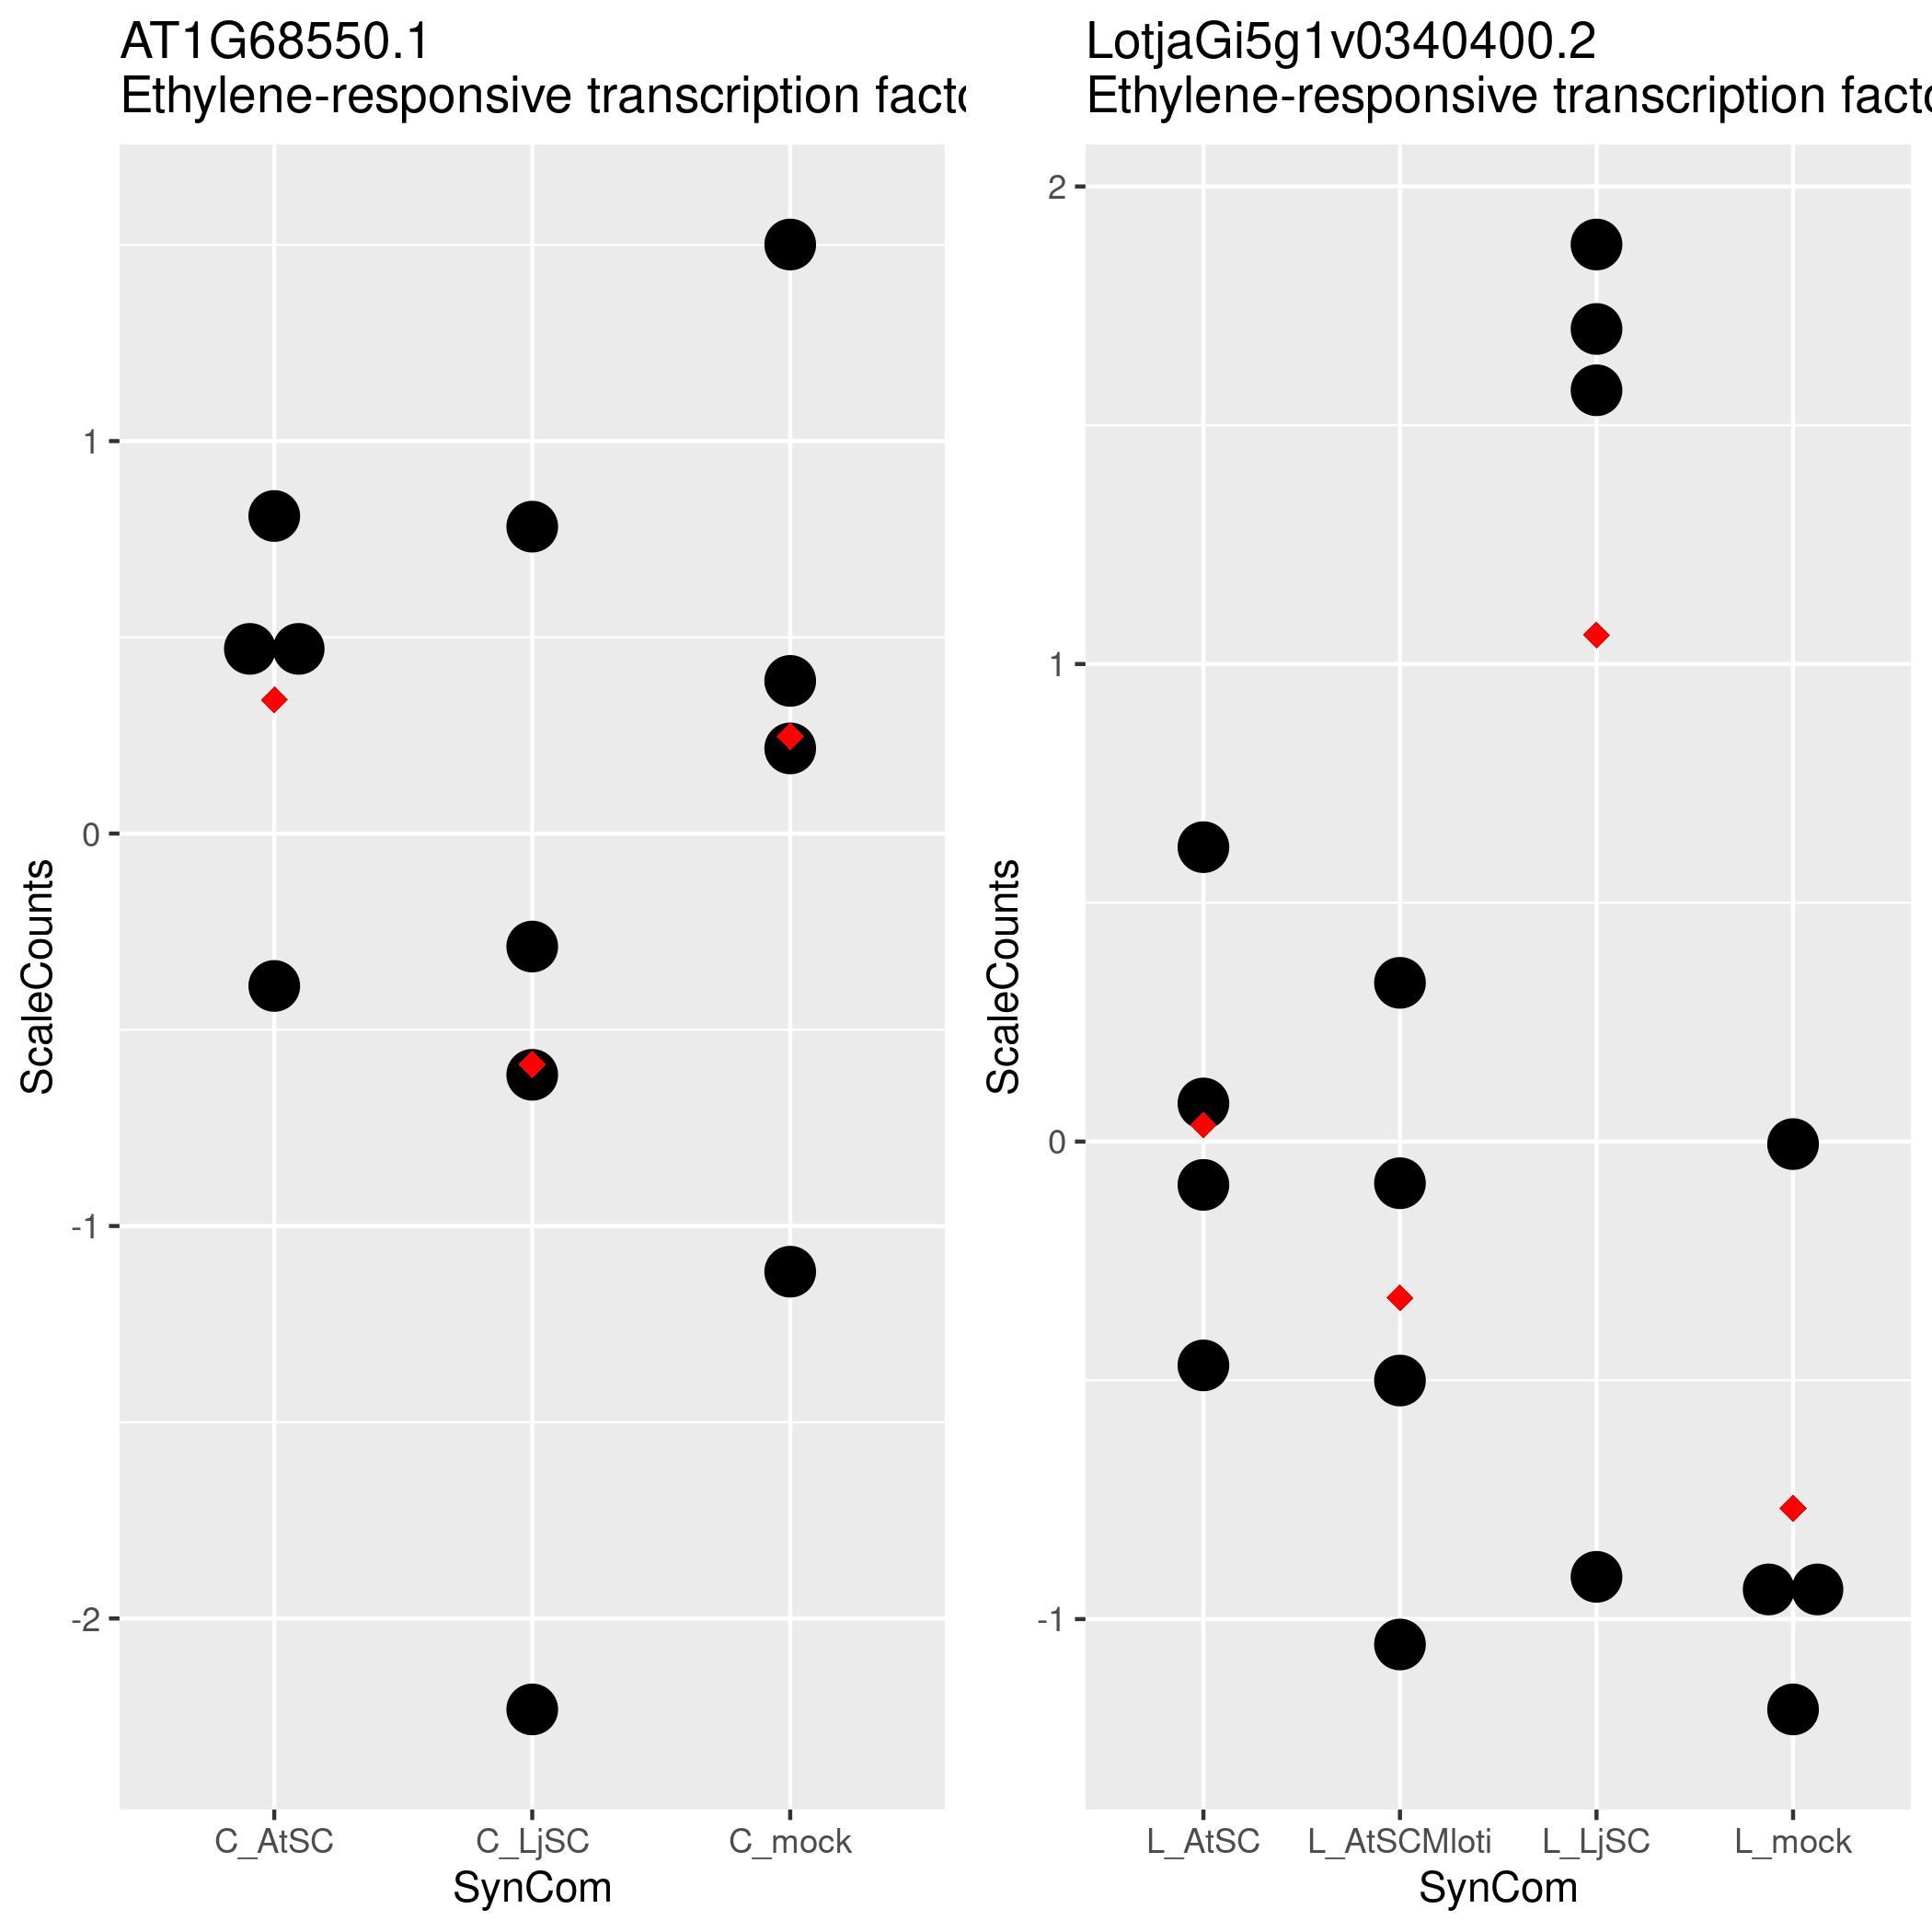 AT1G68550.1
Ethylene-responsive transcription facto
ScaleCounts
1
0
-1
-2
C_AtSC C_LjSC C_mock
SynCom
LotjaGi5g1v0340400.2
Ethylene-responsive transcription facto
ScaleCounts
2
1
0
-1
L_AtSC L_AtSCMloti L_LjSC L_mock
SynCom